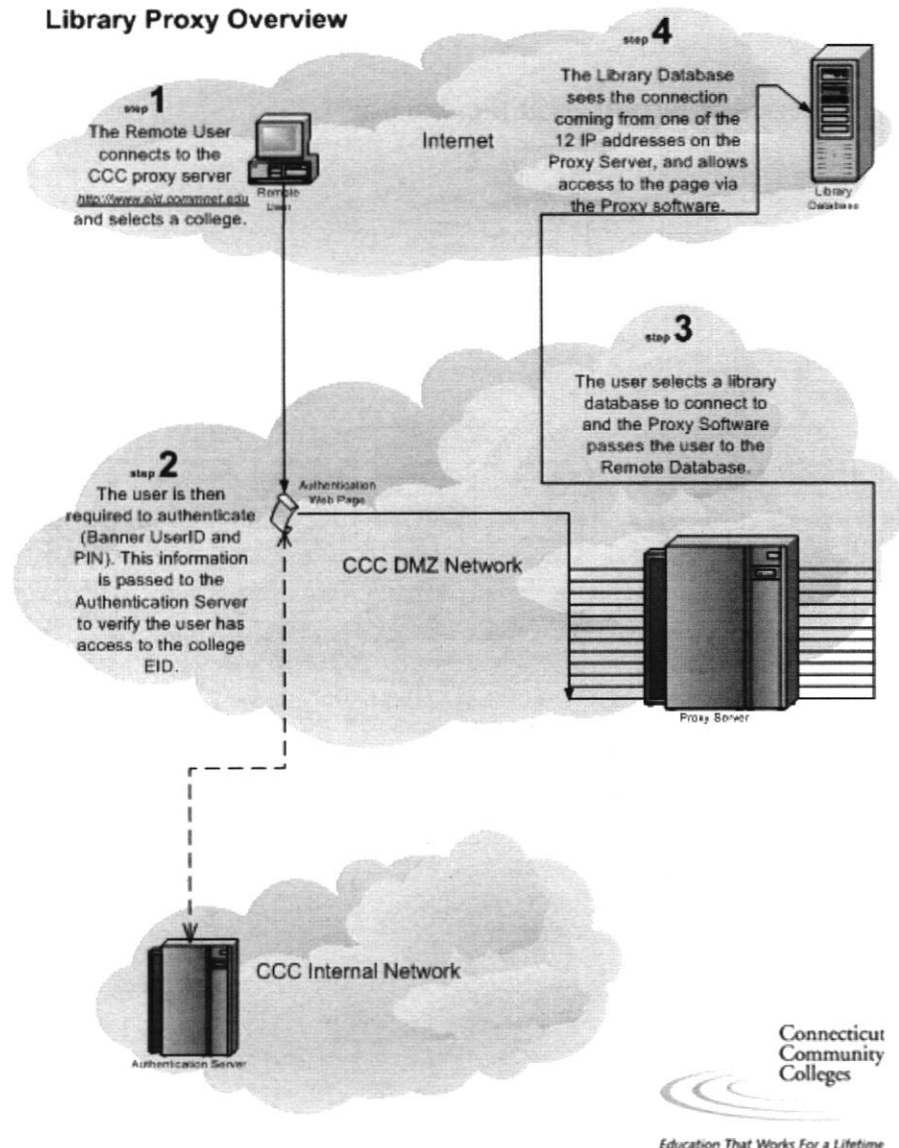 Library Proxy Overview
step 1
The Remote User
connects to the
CCC proxy server
http://www.eid.commnet.edu
and selects a college.
Remote
User
Internet
step 4
The Library Database
sees the connection
coming from one of the
12 IP addresses on the
Proxy Server, and allows
access to the page via
the Proxy software.
Library
Database
step 3
The user selects a library
database to connect to
and the Proxy Software
passes the user to the
Remote Database.
step 2
The user is then
required to authenticate
(Banner UserID and
PIN). This information
is passed to the
Authentication Server
to verify the user has
access to the college
EID.
Authentication
Web Page
CCC DMZ Network
Proxy Server
CCC Internal Network
Authentication Server
Connecticut
Community
Colleges
Education That Works For a Lifetime